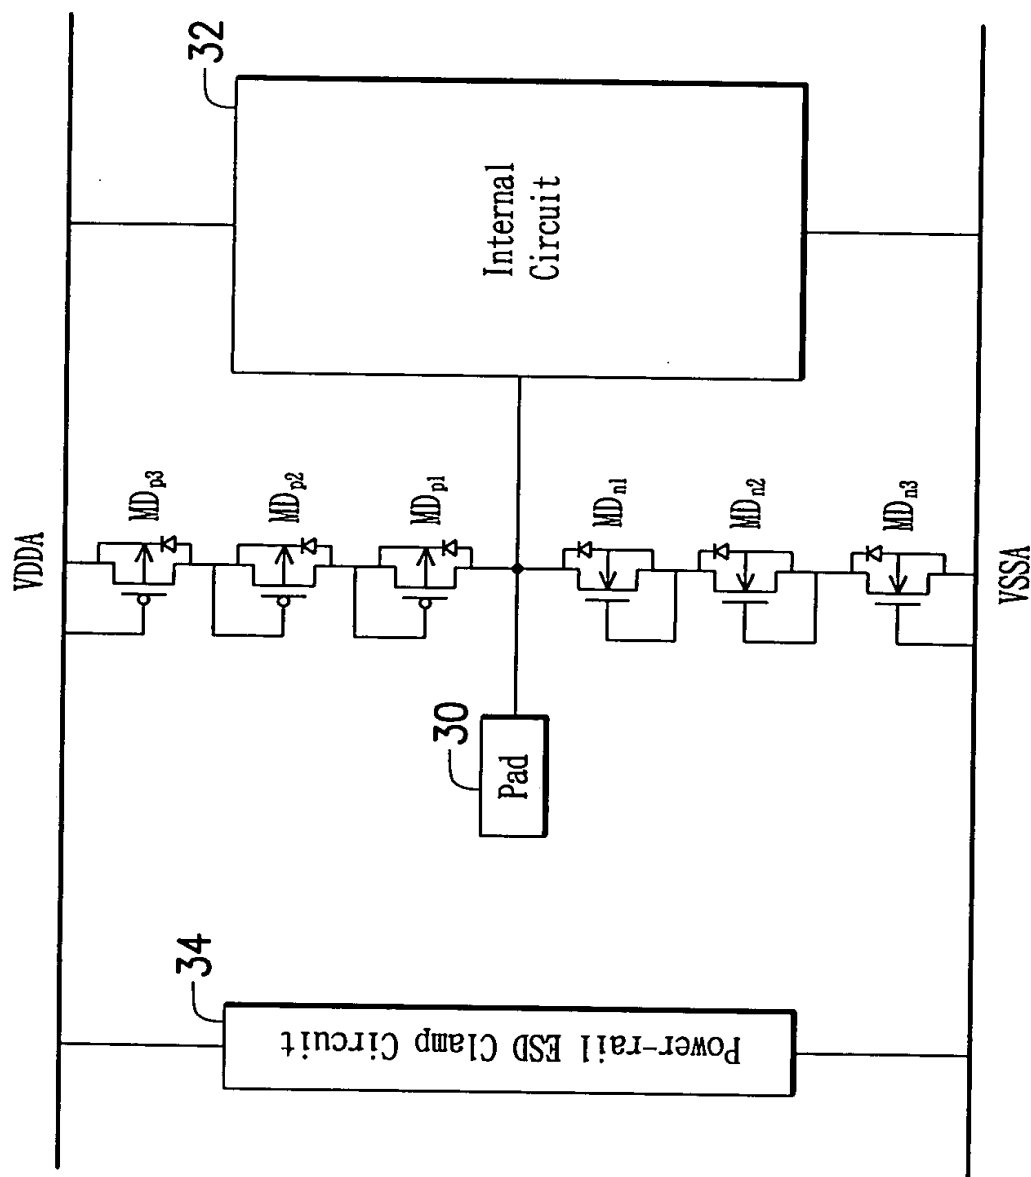 32
Internal
Circuit
VDDA
MDp3
MDp2
MDp1
MDn1
MDn2
MDn3
VSSA
30
Pad
34
Power-rail ESD Clamp Circuit